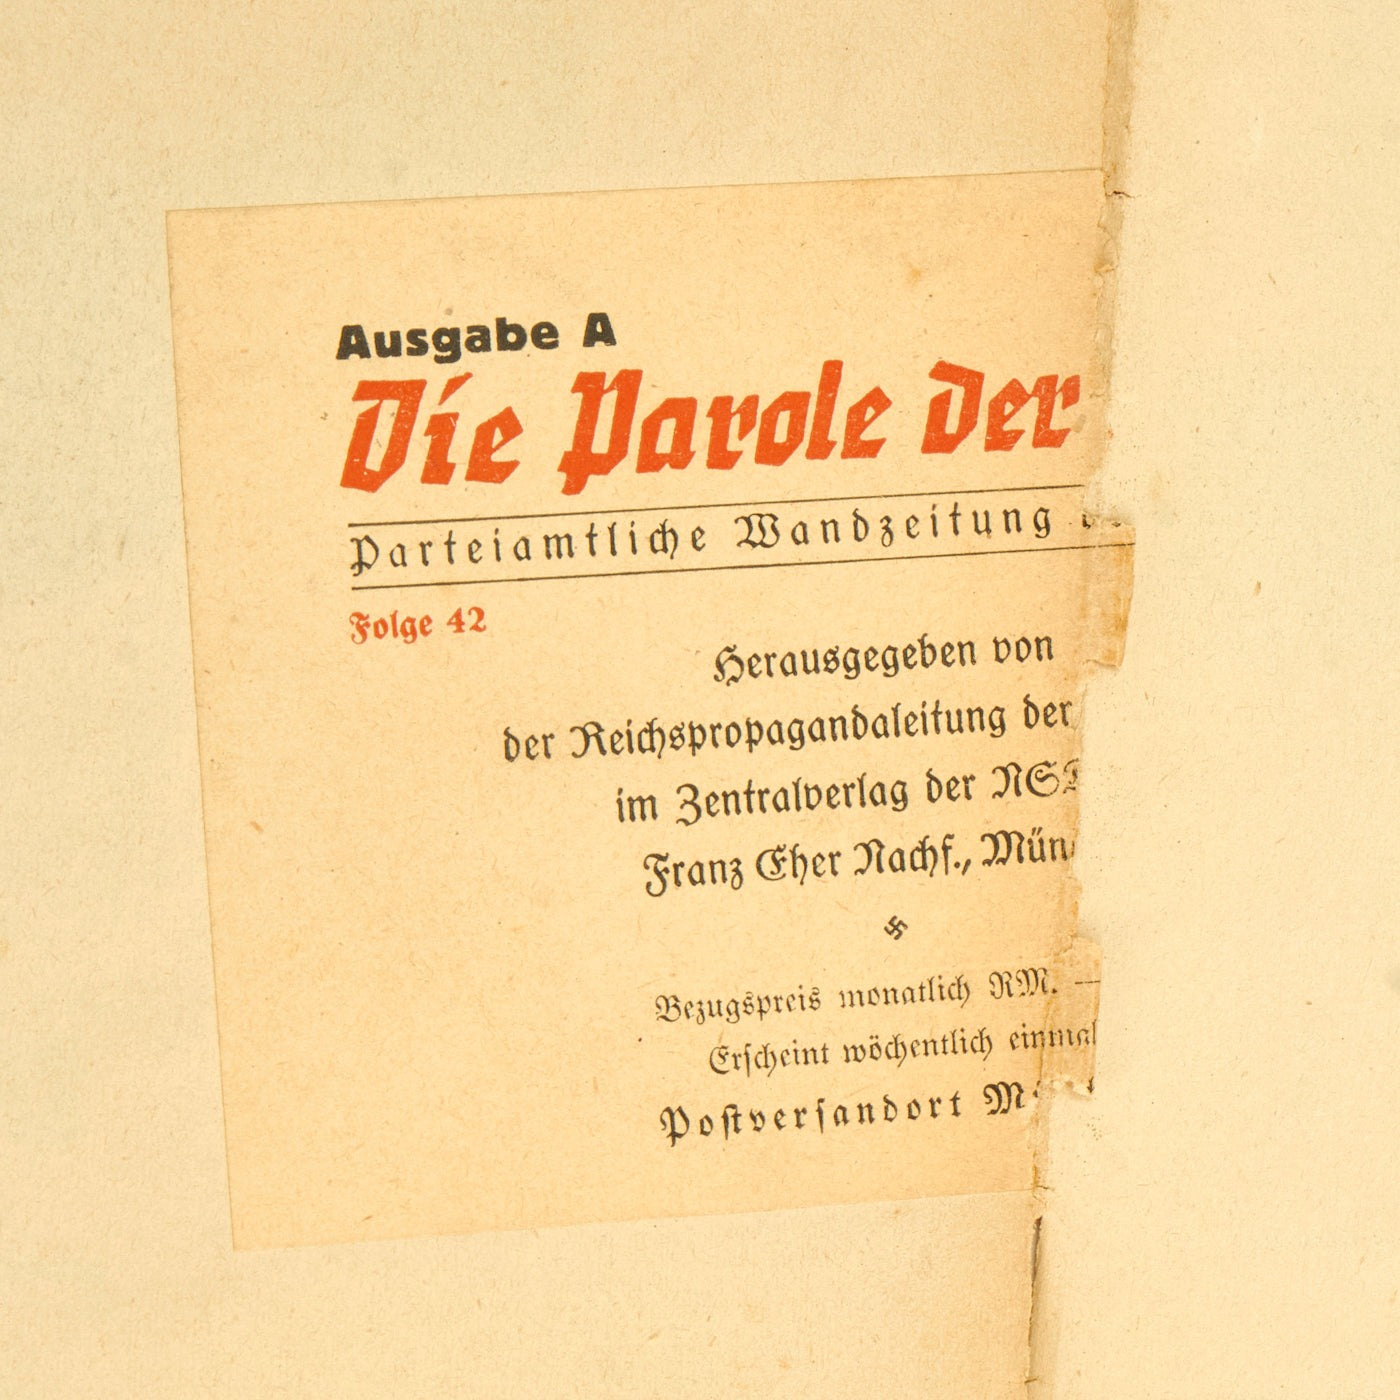 Ausgabe A
Die Parole der
Parteiamtliche Wandzeitung
Folge 42
Herausgegeben von
der Reichspropagandaleitung der
im Zentralverlag der
Franz Eher Nachf.,
Bezugspreis monatlich RM. —
Erscheint wöchentlich einmal
Postversandort